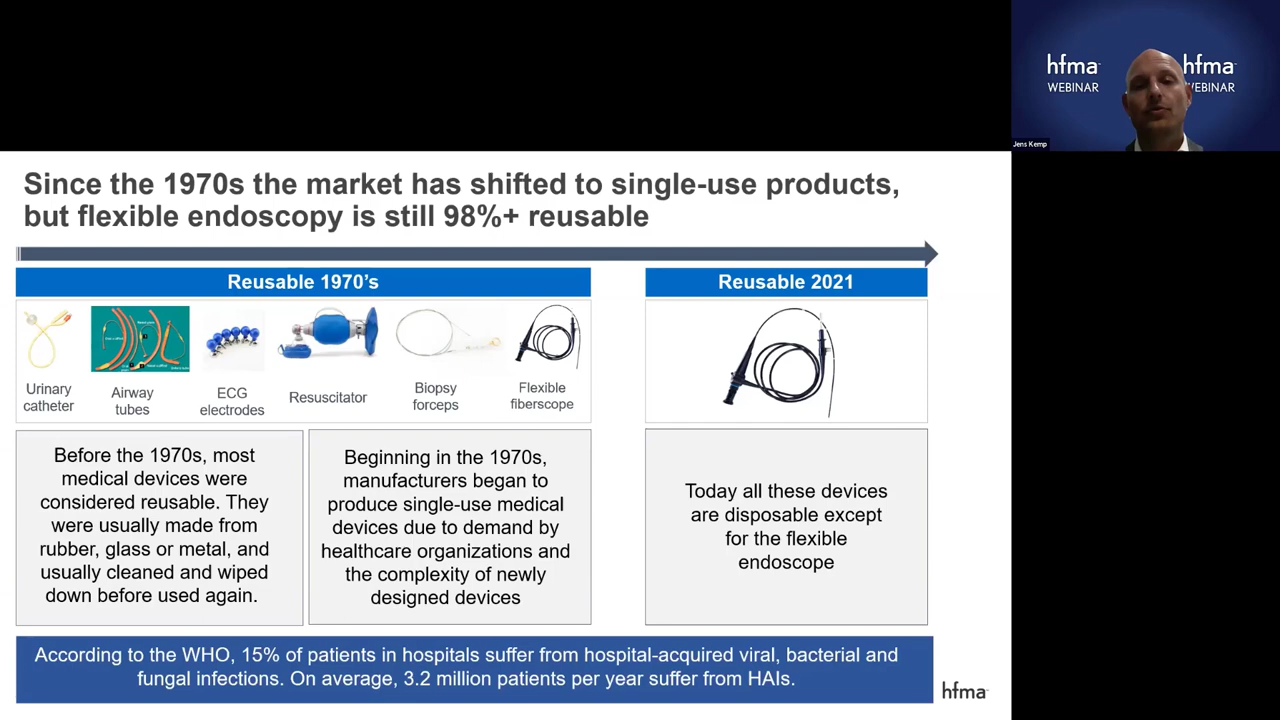 hfma
WEBINAR
hfma
WEBINAR
Jens Kemp
Since the 1970s the market has shifted to single-use products,
but flexible endoscopy is still 98%+ reusable
Reusable 1970's
Urinary
catheter
Airway
tubes
ECG
electrodes
Resuscitator
Biopsy
forceps
Flexible
fiberscope
Before the 1970s, most
medical devices were
considered reusable. They
were usually made from
rubber, glass or metal, and
usually cleaned and wiped
down before used again.
Beginning in the 1970s,
manufacturers began to
produce single-use medical
devices due to demand by
healthcare organizations and
the complexity of newly
designed devices
Reusable 2021
Today all these devices
are disposable except
for the flexible
endoscope
According to the WHO, 15% of patients in hospitals suffer from hospital-acquired viral, bacterial and
fungal infections. On average, 3.2 million patients per year suffer from HAIs.
hfma